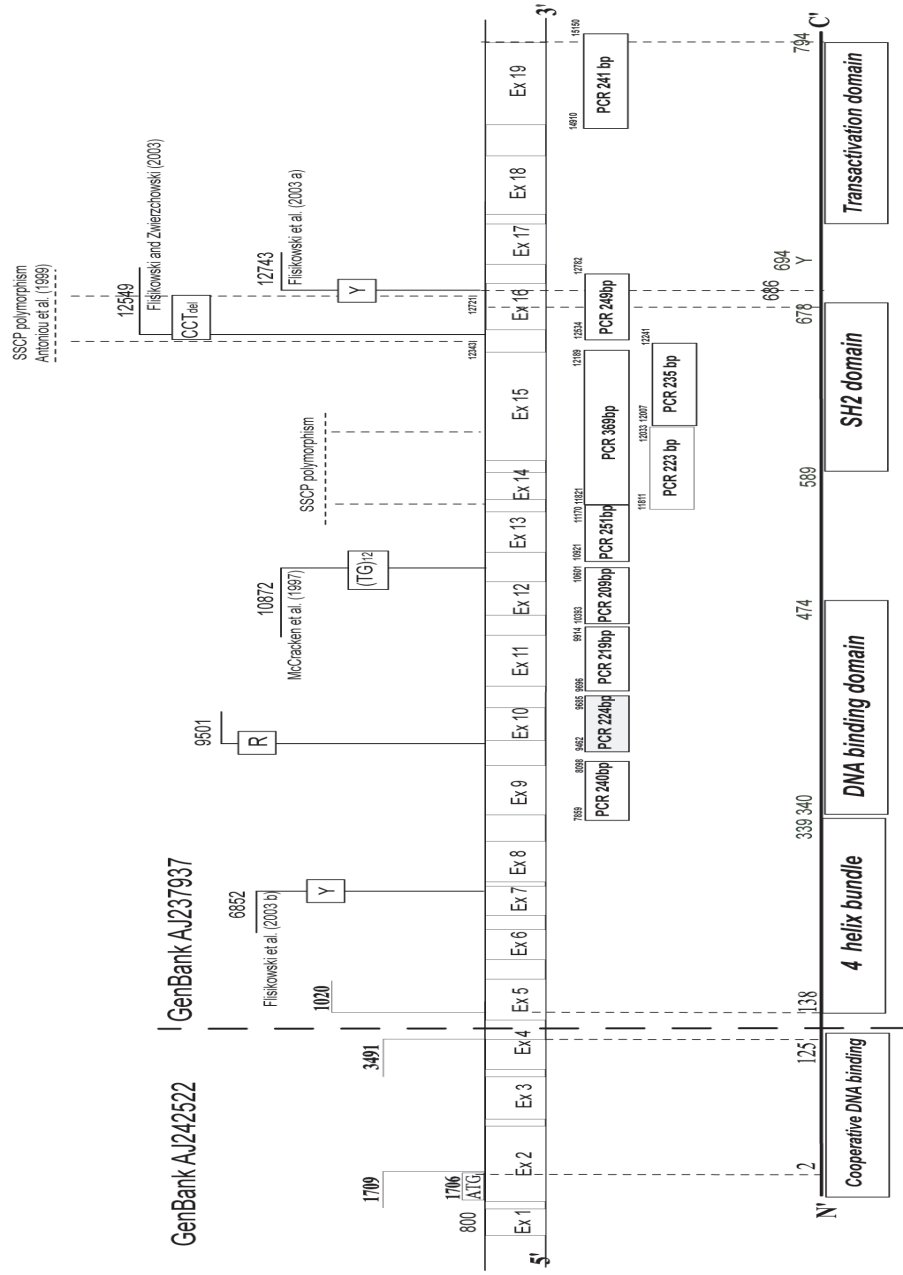 GenBank AJ242522
GenBank AJ237937
SSCP polymorphism
Antoniou et al. (1999)
12549
Flisikowski and Zwierzchowski (2003)
CCTdel
12743
Flisikowski et al. (2003 a)
Y
SSCP polymorphism
10872
McCracken et al. (1997)
(TG)12
9501
R
6852
Flisikowski et al. (2003 b)
Y
1020
3491
1709
1706
ATG
800
12343
12721
5'
Ex 1
Ex 2
Ex 3
Ex 4
Ex 5
Ex 6
Ex 7
Ex 8
Ex 9
Ex 10
Ex 11
Ex 12
Ex 13
Ex 14
Ex 15
Ex 16
Ex 17
Ex 18
Ex 19
3'
7859 8098
PCR 240bp
9462 9685
PCR 224bp
9696 9914
PCR 219bp
10393 10601
PCR 209bp
10921 11170
PCR 251bp
11821 12189
PCR 369bp
12534 12782
PCR 249bp
14910 15150
PCR 241 bp
11811 12033
PCR 223 bp
12007 12241
PCR 235 bp
N'
2
125
138
339 340
474
589
678
686
694
Y
794
C'
Cooperative DNA binding
4 helix bundle
DNA binding domain
SH2 domain
Transactivation domain